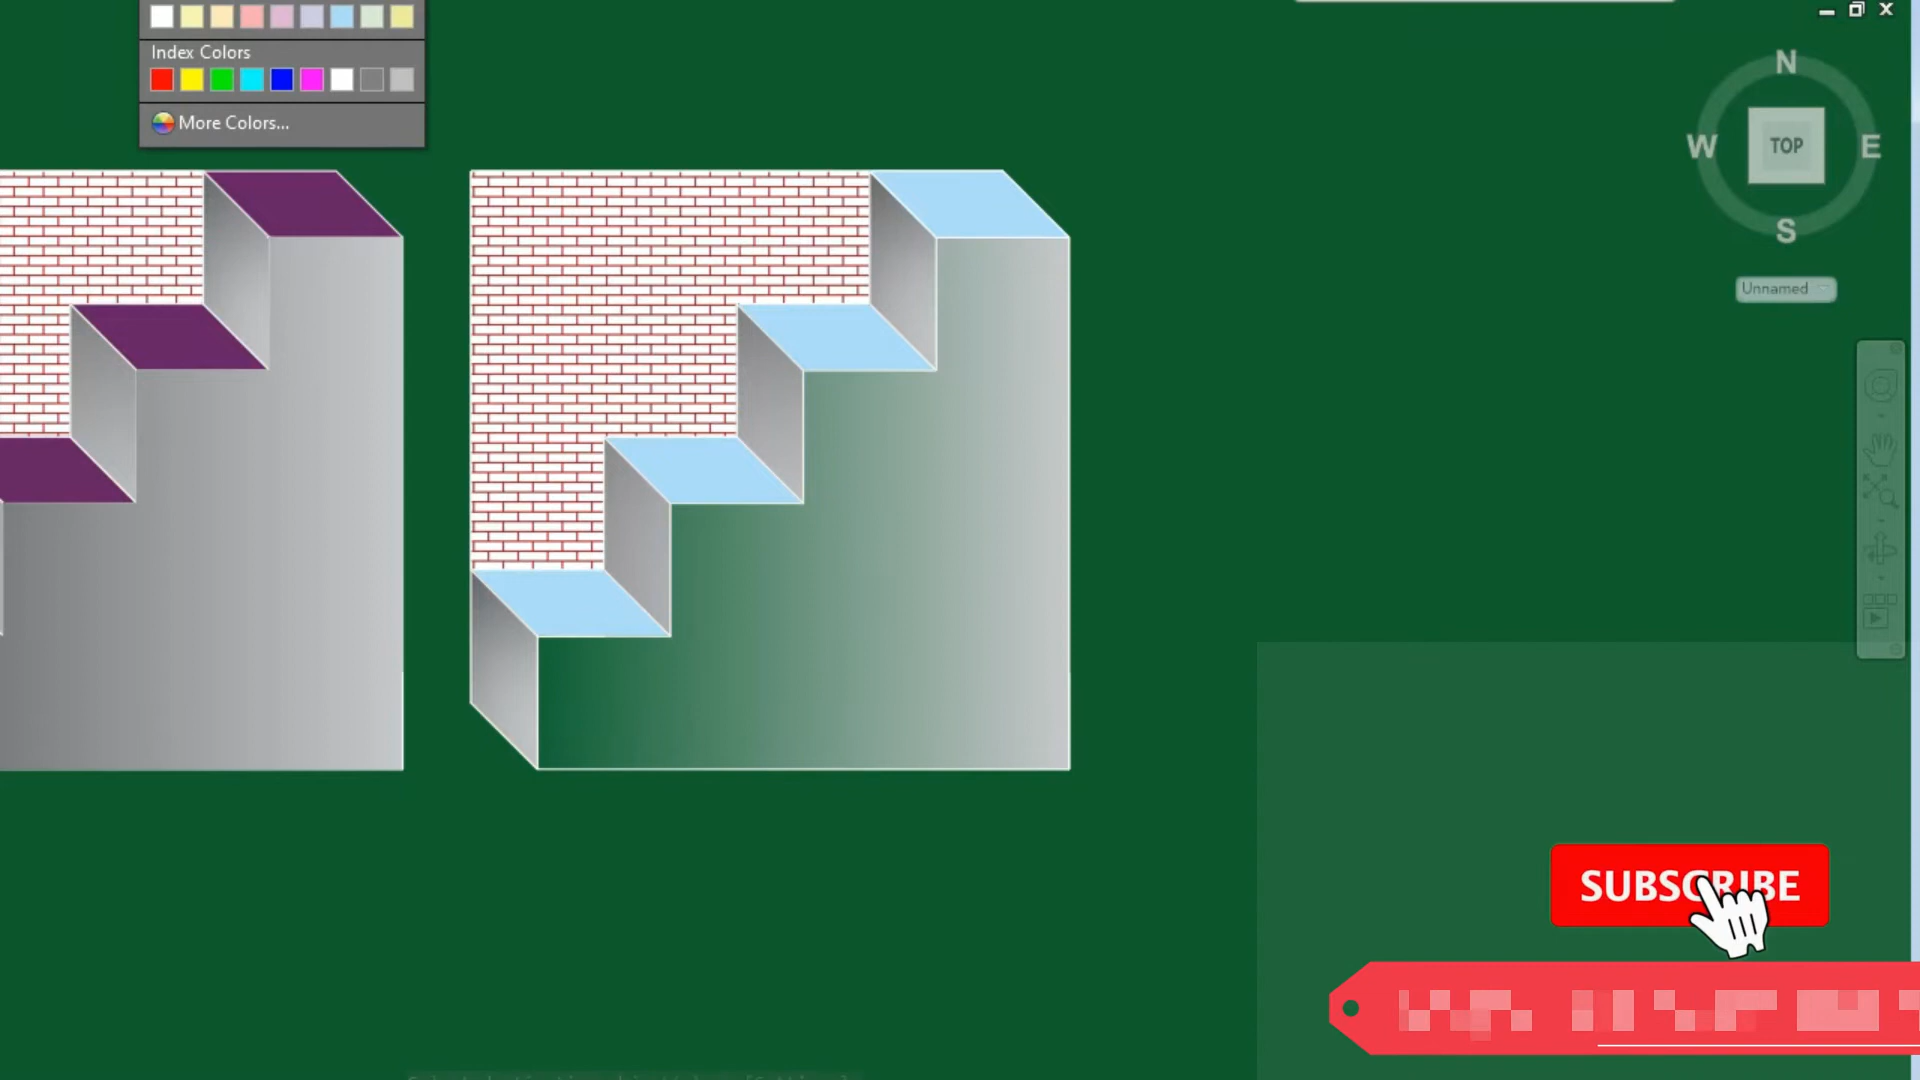 Index Colors
More Colors...
N
W
TOP
E
S
Unnamed
SUBSCRIBE